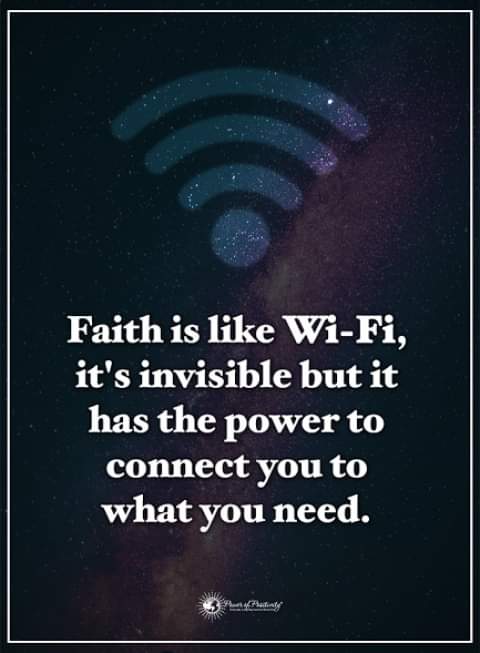 Faith is like Wi-Fi,
it's invisible but it
has the power to
connect you to
what you need.
Power of Positivity